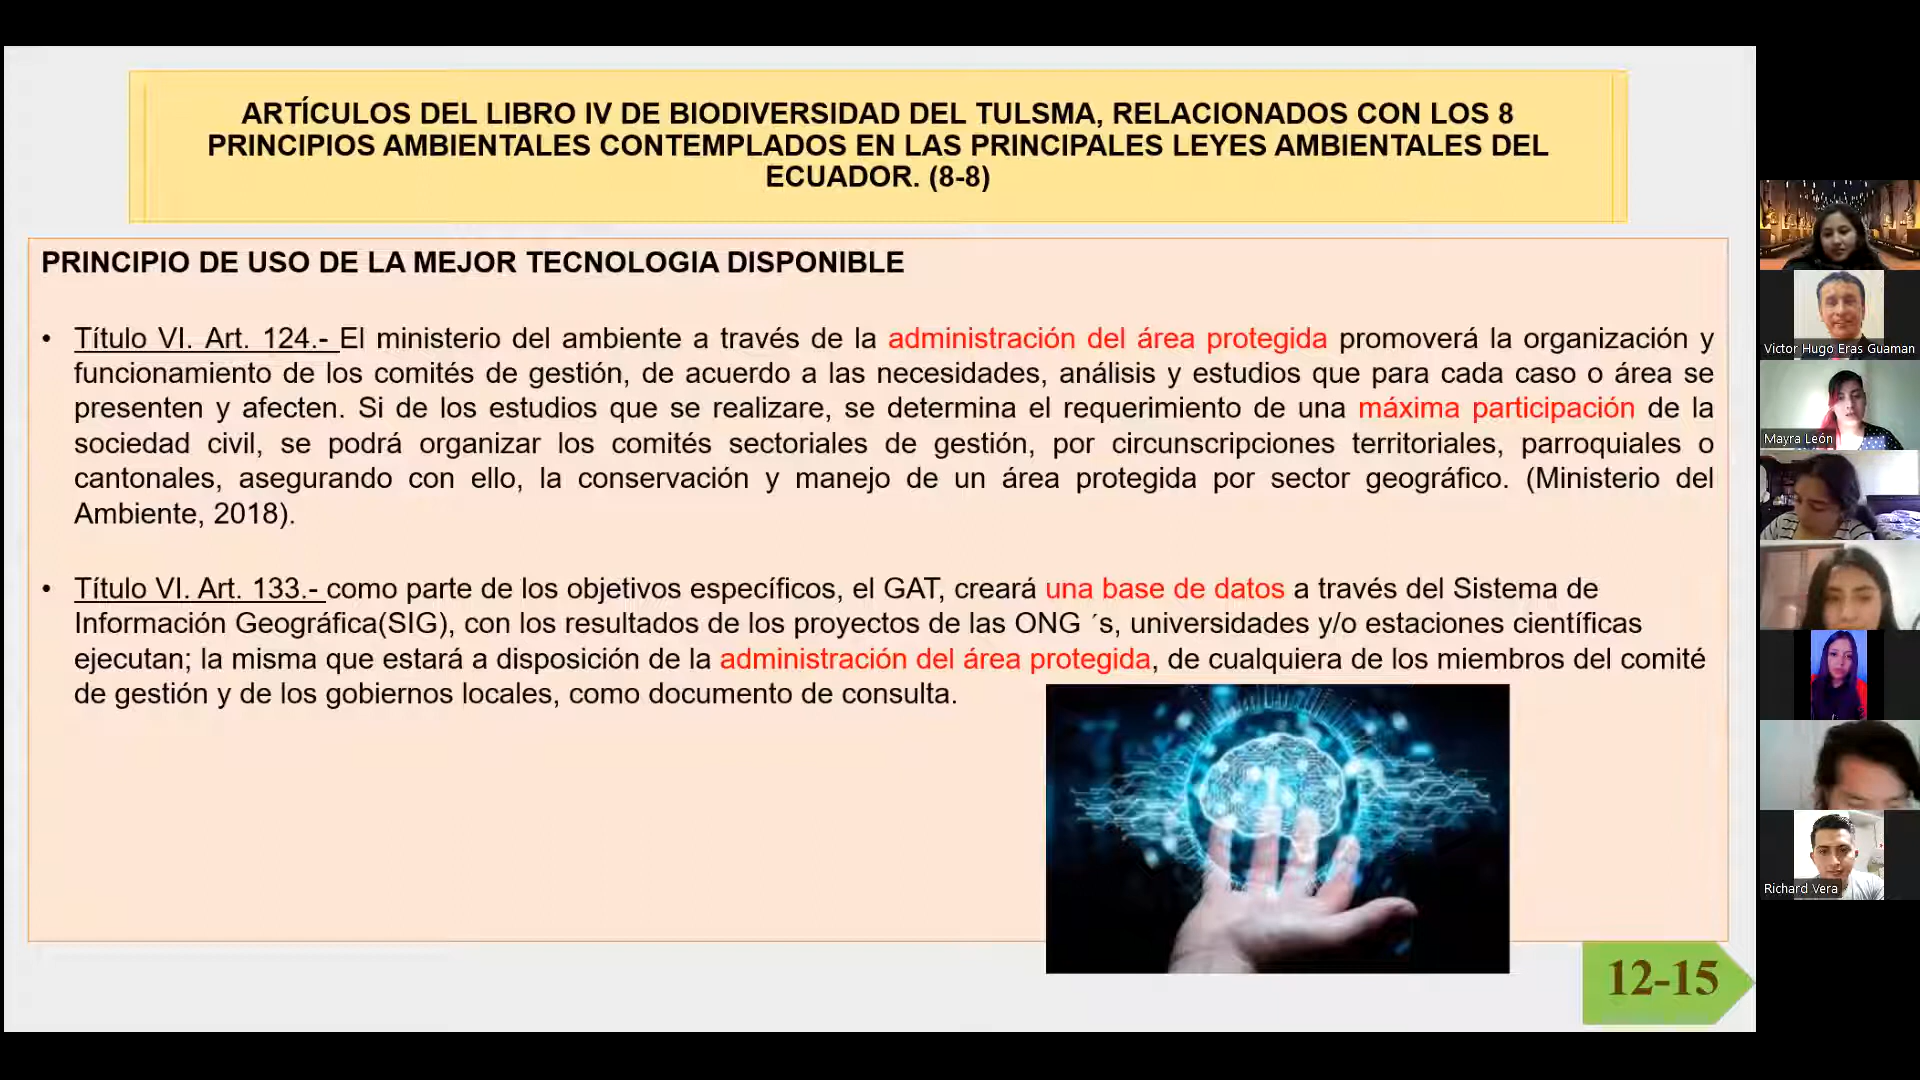 ARTÍCULOS DEL LIBRO IV DE BIODIVERSIDAD DEL TULSMA, RELACIONADOS CON LOS 8
PRINCIPIOS AMBIENTALES CONTEMPLADOS EN LAS PRINCIPALES LEYES AMBIENTALES DEL
ECUADOR. (8-8)
PRINCIPIO DE USO DE LA MEJOR TECNOLOGIA DISPONIBLE
• Título VI. Art. 124.- El ministerio del ambiente a través de la administración del área protegida promoverá la organización y
funcionamiento de los comités de gestión, de acuerdo a las necesidades, análisis y estudios que para cada caso o área se
presenten y afecten. Si de los estudios que se realizare, se determina el requerimiento de una máxima participación de la
sociedad civil, se podrá organizar los comités sectoriales de gestión, por circunscripciones territoriales, parroquiales o
cantonales, asegurando con ello, la conservación y manejo de un área protegida por sector geográfico. (Ministerio del
Ambiente, 2018).
• Título VI. Art. 133.- como parte de los objetivos específicos, el GAT, creará una base de datos a través del Sistema de
Información Geográfica(SIG), con los resultados de los proyectos de las ONG ´s, universidades y/o estaciones científicas
ejecutan; la misma que estará a disposición de la administración del área protegida, de cualquiera de los miembros del comité
de gestión y de los gobiernos locales, como documento de consulta.
12-15
Victor Hugo Eras Guaman
Mayra León
Richard Vera